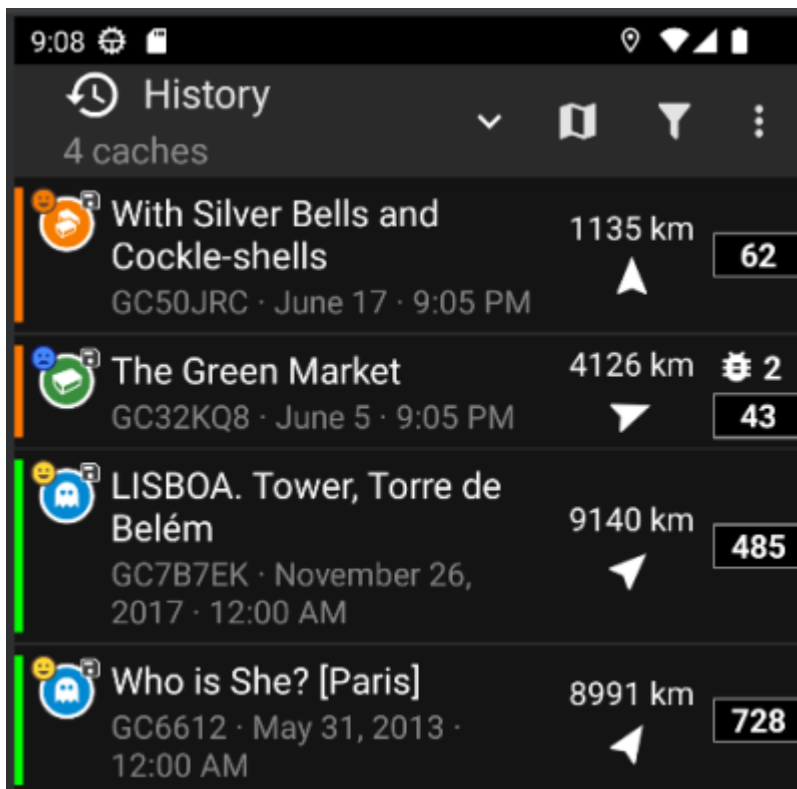 9:08
History
4 caches
With Silver Bells and
Cockle-shells
1135 km
62
GC50JRC · June 17 · 9:05 PM
The Green Market
4126 km
2
GC32KQ8 · June 5 · 9:05 PM
43
LISBOA. Tower, Torre de
Belém
9140 km
485
GC7B7EK · November 26,
2017 · 12:00 AM
Who is She? [Paris]
8991 km
728
GC6612 · May 31, 2013 ·
12:00 AM